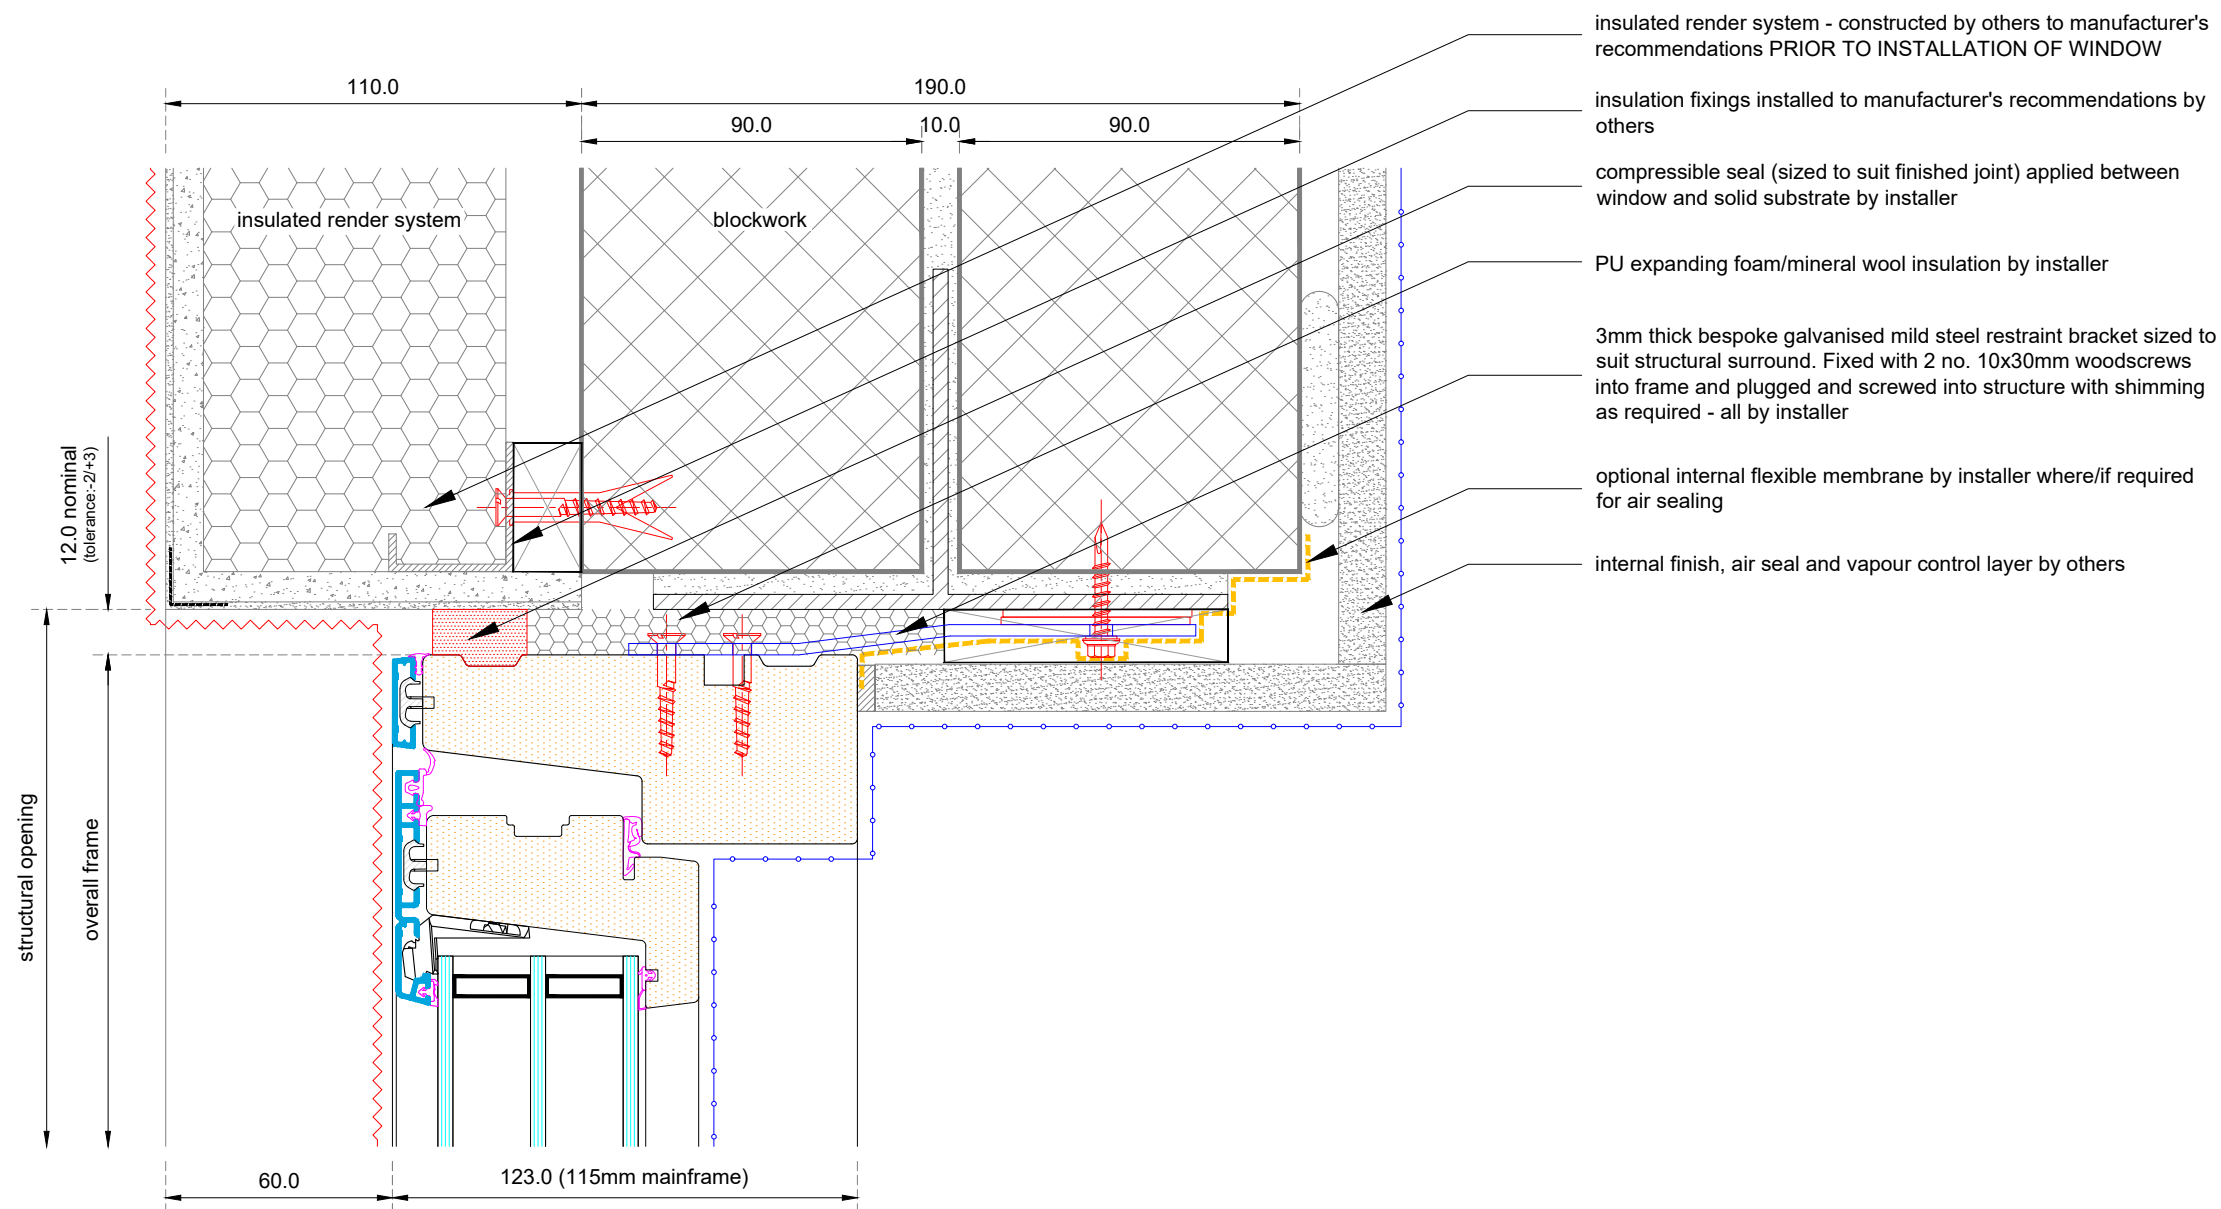 insulated render system - constructed by others to manufacturer's
recommendations PRIOR TO INSTALLATION OF WINDOW
110.0
190.0
insulation fixings installed to manufacturer's recommendations by
others
90.0
10.0
90.0
compressible seal (sized to suit finished joint) applied between
window and solid substrate by installer
insulated render system
blockwork
PU expanding foam/mineral wool insulation by installer
3mm thick bespoke galvanised mild steel restraint bracket sized to
suit structural surround. Fixed with 2 no. 10x30mm woodscrews
into frame and plugged and screwed into structure with shimming
as required - all by installer
12.0 nominal
(tolerance:-2/+3)
optional internal flexible membrane by installer where/if required
for air sealing
internal finish, air seal and vapour control layer by others
structural opening
overall frame
60.0
123.0 (115mm mainframe)